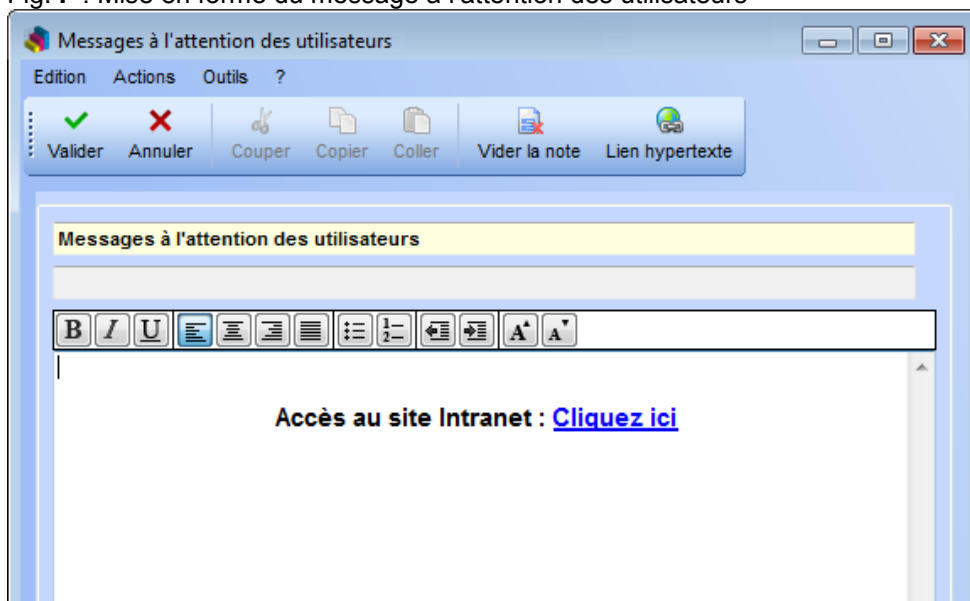 Messages à l'attention des utilisateurs
Edition Actions Outils ?
Valider Annuler Couper Copier Coller Vider la note Lien hypertexte
Messages à l'attention des utilisateurs
B I U A A
Accès au site Intranet : Cliquez ici